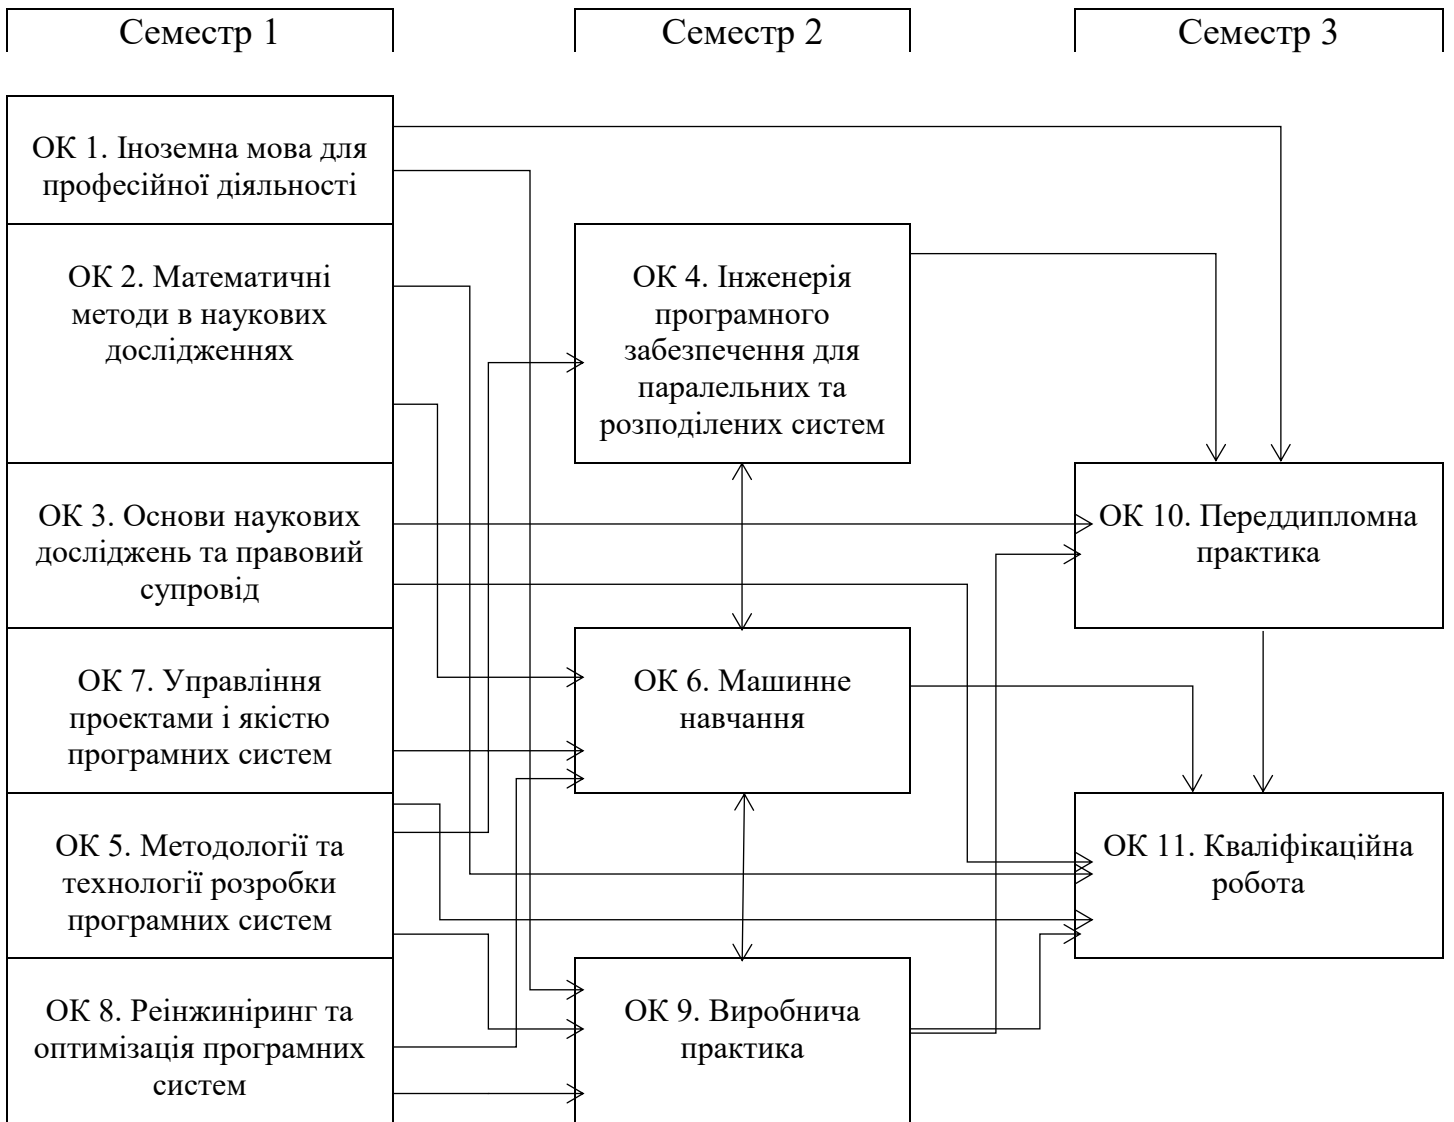 Семестр 1
Семестр 2
Семестр 3
ОК 1. Іноземна мова для
професійної діяльності
ОК 2. Математичні
методи в наукових
дослідженнях
ОК 3. Основи наукових
досліджень та правовий
супровід
ОК 7. Управління
проектами і якістю
програмних систем
ОК 5. Методології та
технології розробки
програмних систем
ОК 8. Реінжиніринг та
оптимізація програмних
систем
ОК 4. Інженерія
програмного
забезпечення для
паралельних та
розподілених систем
ОК 6. Машинне
навчання
ОК 9. Виробнича
практика
ОК 10. Переддипломна
практика
ОК 11. Кваліфікаційна
робота